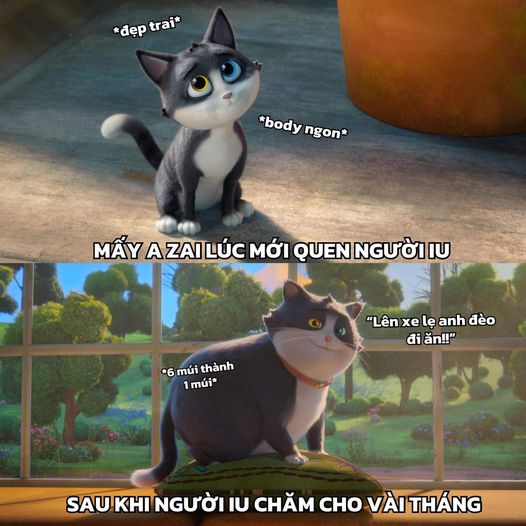 *đẹp trai*
*body ngon*
MẤY A ZAI LÚC MỚI QUEN NGƯỜI IU
"Lên xe lẹ anh đèo
đi ăn!!"
*6 múi thành
1 múi*
SAU KHI NGƯỜI IU CHĂM CHO VÀI THÁNG